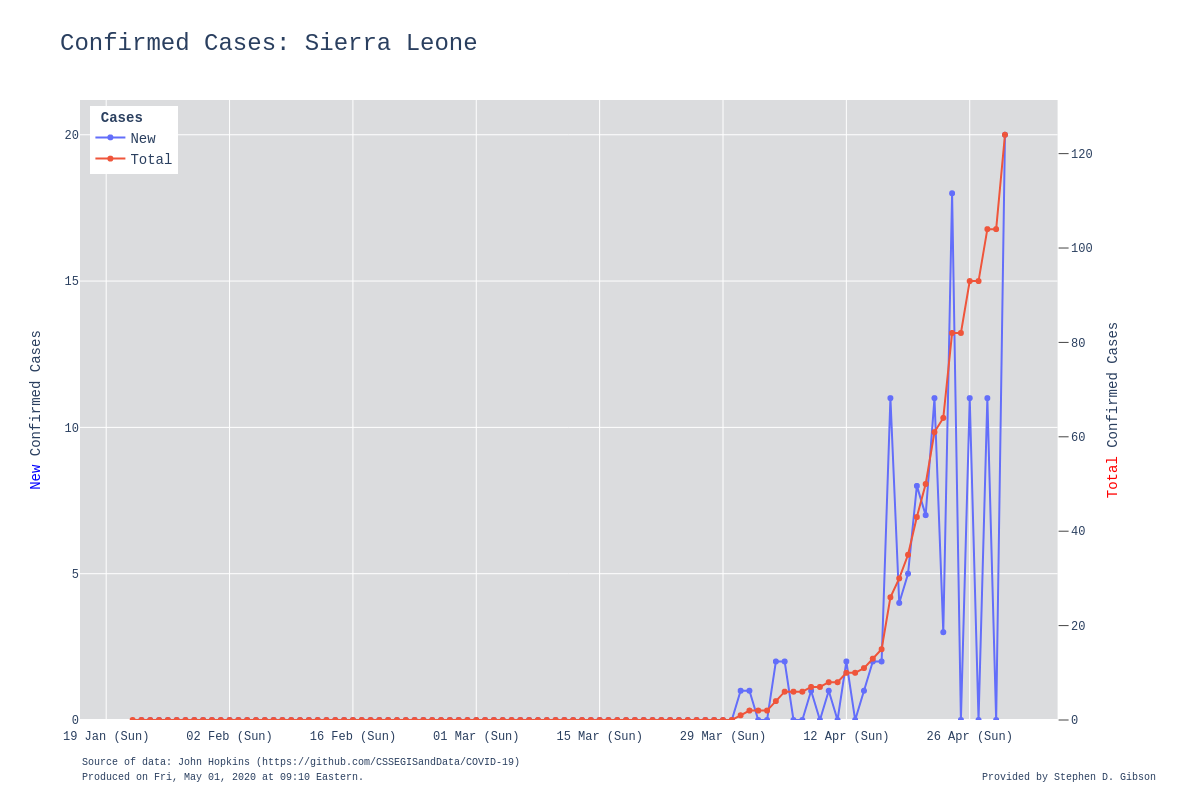 Confirmed Cases: Sierra Leone
Cases
New
Total
20
15
10
5
0
120
100
80
60
40
20
0
New Confirmed Cases
Total Confirmed Cases
19 Jan (Sun)
02 Feb (Sun)
16 Feb (Sun)
01 Mar (Sun)
15 Mar (Sun)
29 Mar (Sun)
12 Apr (Sun)
26 Apr (Sun)
Source of data: John Hopkins (https://github.com/CSSEGISandData/COVID-19)
Produced on Fri, May 01, 2020 at 09:10 Eastern.
Provided by Stephen D. Gibson